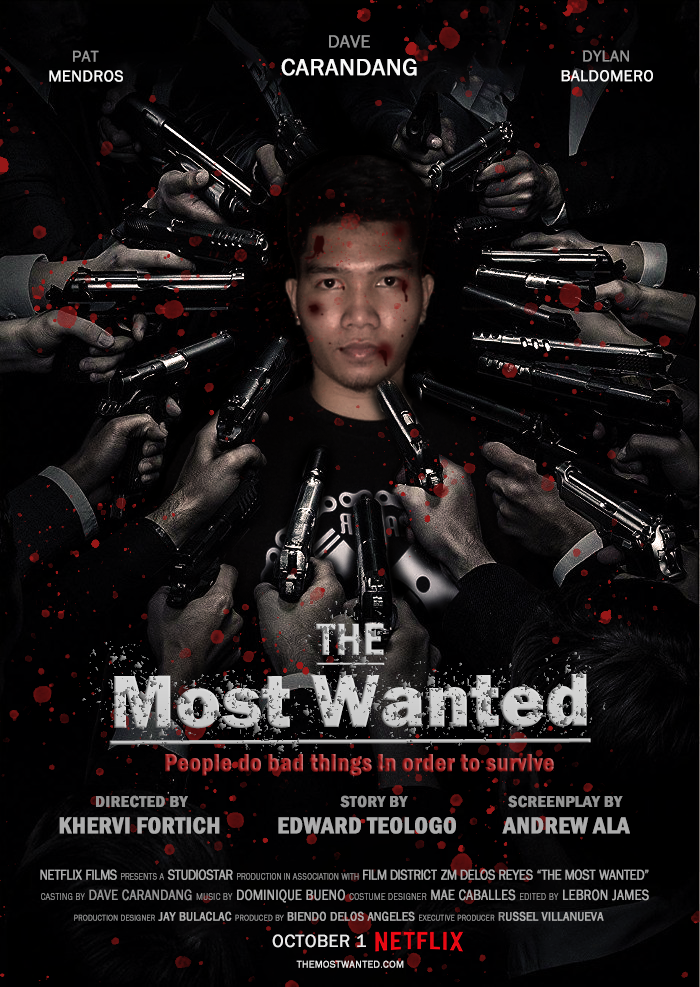 PAT
MENDROS
DAVE
CARANDANG
DYLAN
BALDOMERO
THE
Most Wanted
People do bad things in order to survive
DIRECTED BY
KHERVI FORTICH
STORY BY
EDWARD TEOLOGO
SCREENPLAY BY
ANDREW ALA
NETFLIX FILMS PRESENTS A STUDIOSTAR PRODUCTION IN ASSOCIATION WITH FILM DISTRICT ZM DELOS REYES “THE MOST WANTED”
CASTING BY DAVE CARANDANG MUSIC BY DOMINIQUE BUENO COSTUME DESIGNER MAE CABALLES EDITED BY LEBRON JAMES
PRODUCTION DESIGNER JAY BULACLAC PRODUCED BY BIENDO DELOS ANGELES EXECUTIVE PRODUCER RUSSEL VILLANUEVA
OCTOBER 1 NETFLIX
THEMOSTWANTED.COM